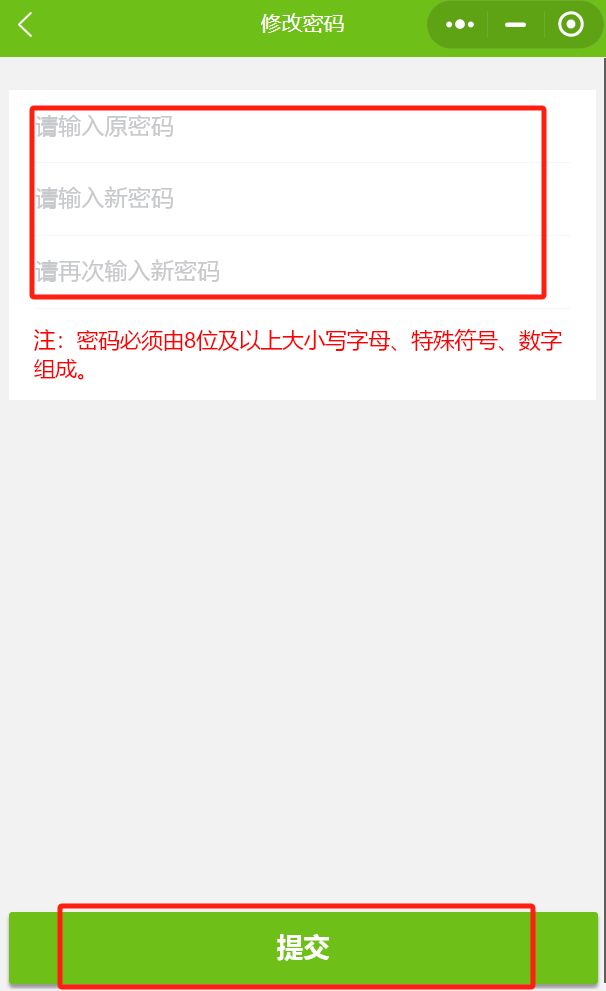 修改密码
请输入原密码
请输入新密码
请再次输入新密码
注：密码必须由8位及以上大小写字母、特殊符号、数字
组成。
提交